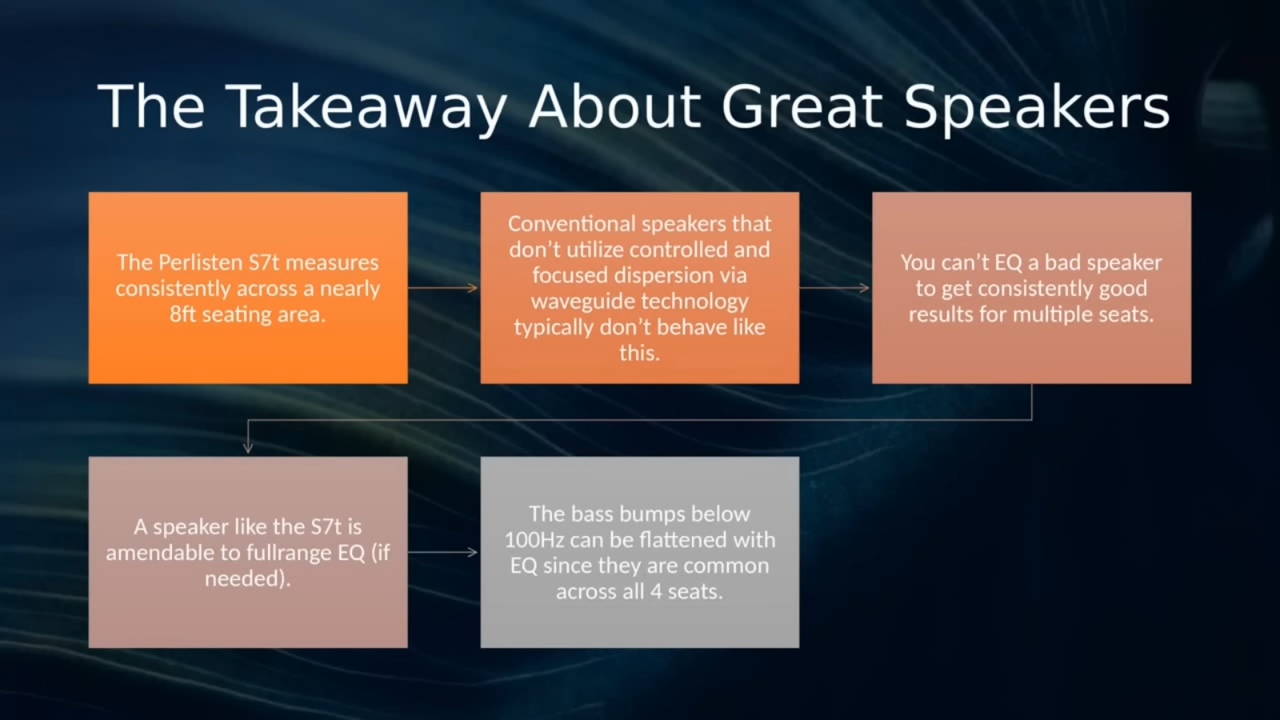 The Takeaway About Great Speakers
The Perlisten S7t measures
consistently across a nearly
8ft seating area.
Conventional speakers that
don’t utilize controlled and
focused dispersion via
waveguide technology
typically don’t behave like
this.
You can’t EQ a bad speaker
to get consistently good
results for multiple seats.
A speaker like the S7t is
amendable to fullrange EQ (if
needed).
The bass bumps below
100Hz can be flattened with
EQ since they are common
across all 4 seats.